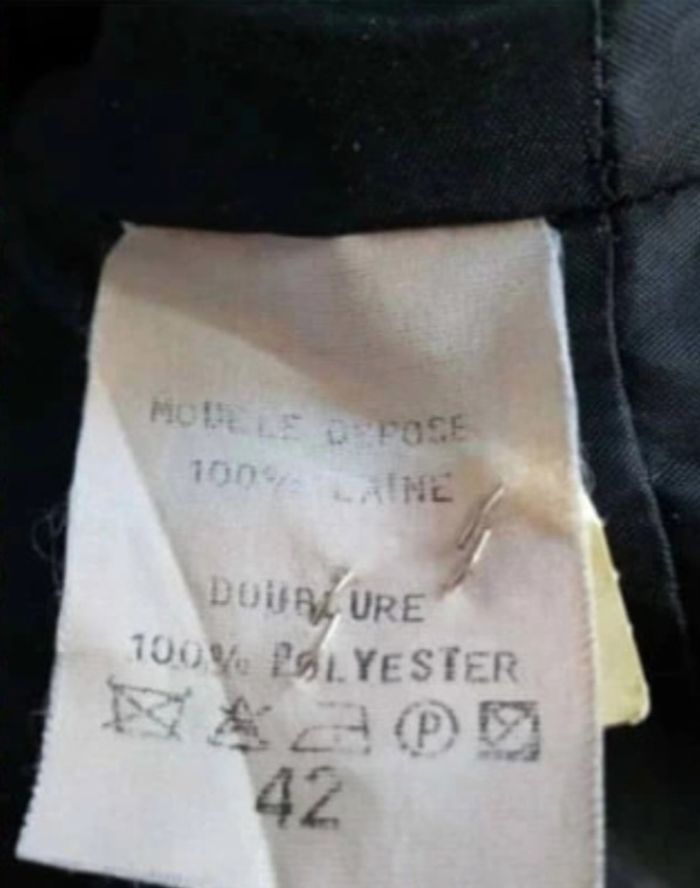 MODELE DEPOSE
100% LAINE
DOUBLURE
100% POLYESTER
P
42